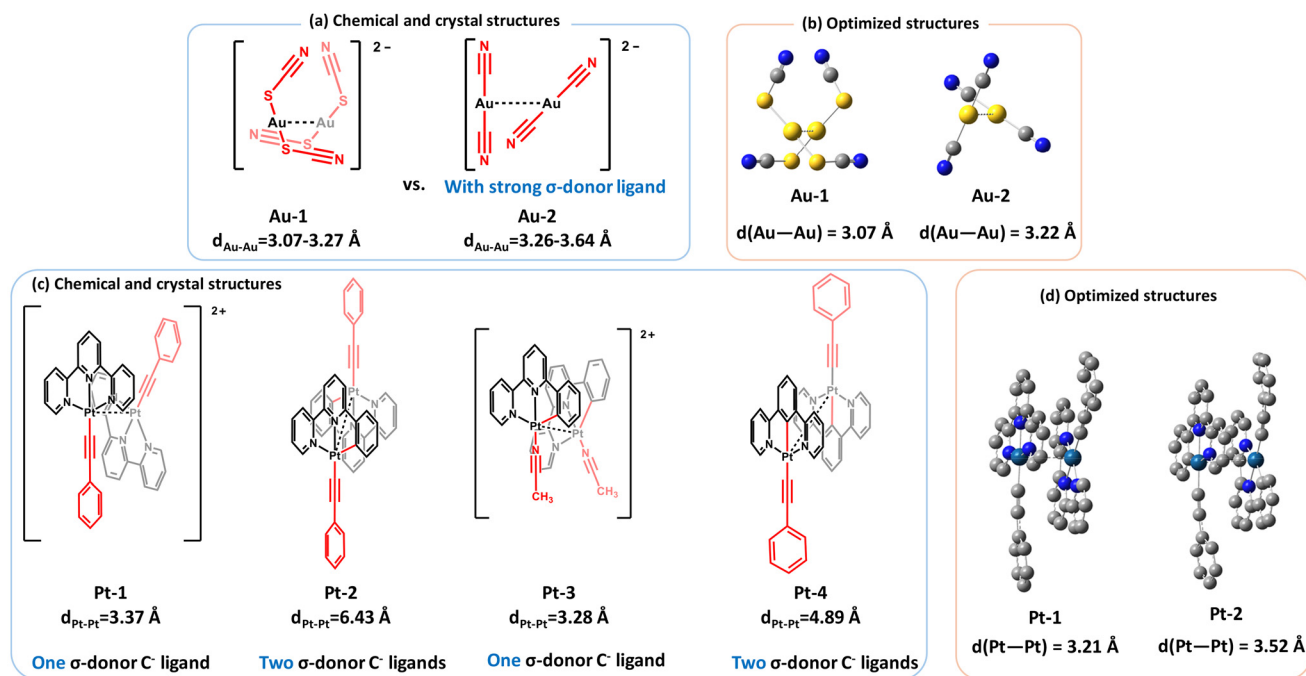 (a) Chemical and crystal structures
2 –
N
N
S
S
Au
Au
N
S
S
N
2 –
N
N
Au
Au
N
N
vs.
With strong σ-donor ligand
Au-1
Au-2
dAu-Au=3.07-3.27 Å
dAu-Au=3.26-3.64 Å
(b) Optimized structures
Au-1
Au-2
d(Au—Au) = 3.07 Å
d(Au—Au) = 3.22 Å
(c) Chemical and crystal structures
2+
N
N
N
N
Pt
Pt
N
N
N
Pt
N
N
N
N
Pt
2+
N
N
N
Pt
Pt
N
N
N
CH3
CH3
Pt
N
N
N
N
Pt
Pt-1
Pt-2
Pt-3
Pt-4
dPt-Pt=3.37 Å
dPt-Pt=6.43 Å
dPt-Pt=3.28 Å
dPt-Pt=4.89 Å
One σ-donor C- ligand
Two σ-donor C- ligands
One σ-donor C- ligand
Two σ-donor C- ligands
(d) Optimized structures
Pt-1
Pt-2
d(Pt—Pt) = 3.21 Å
d(Pt—Pt) = 3.52 Å